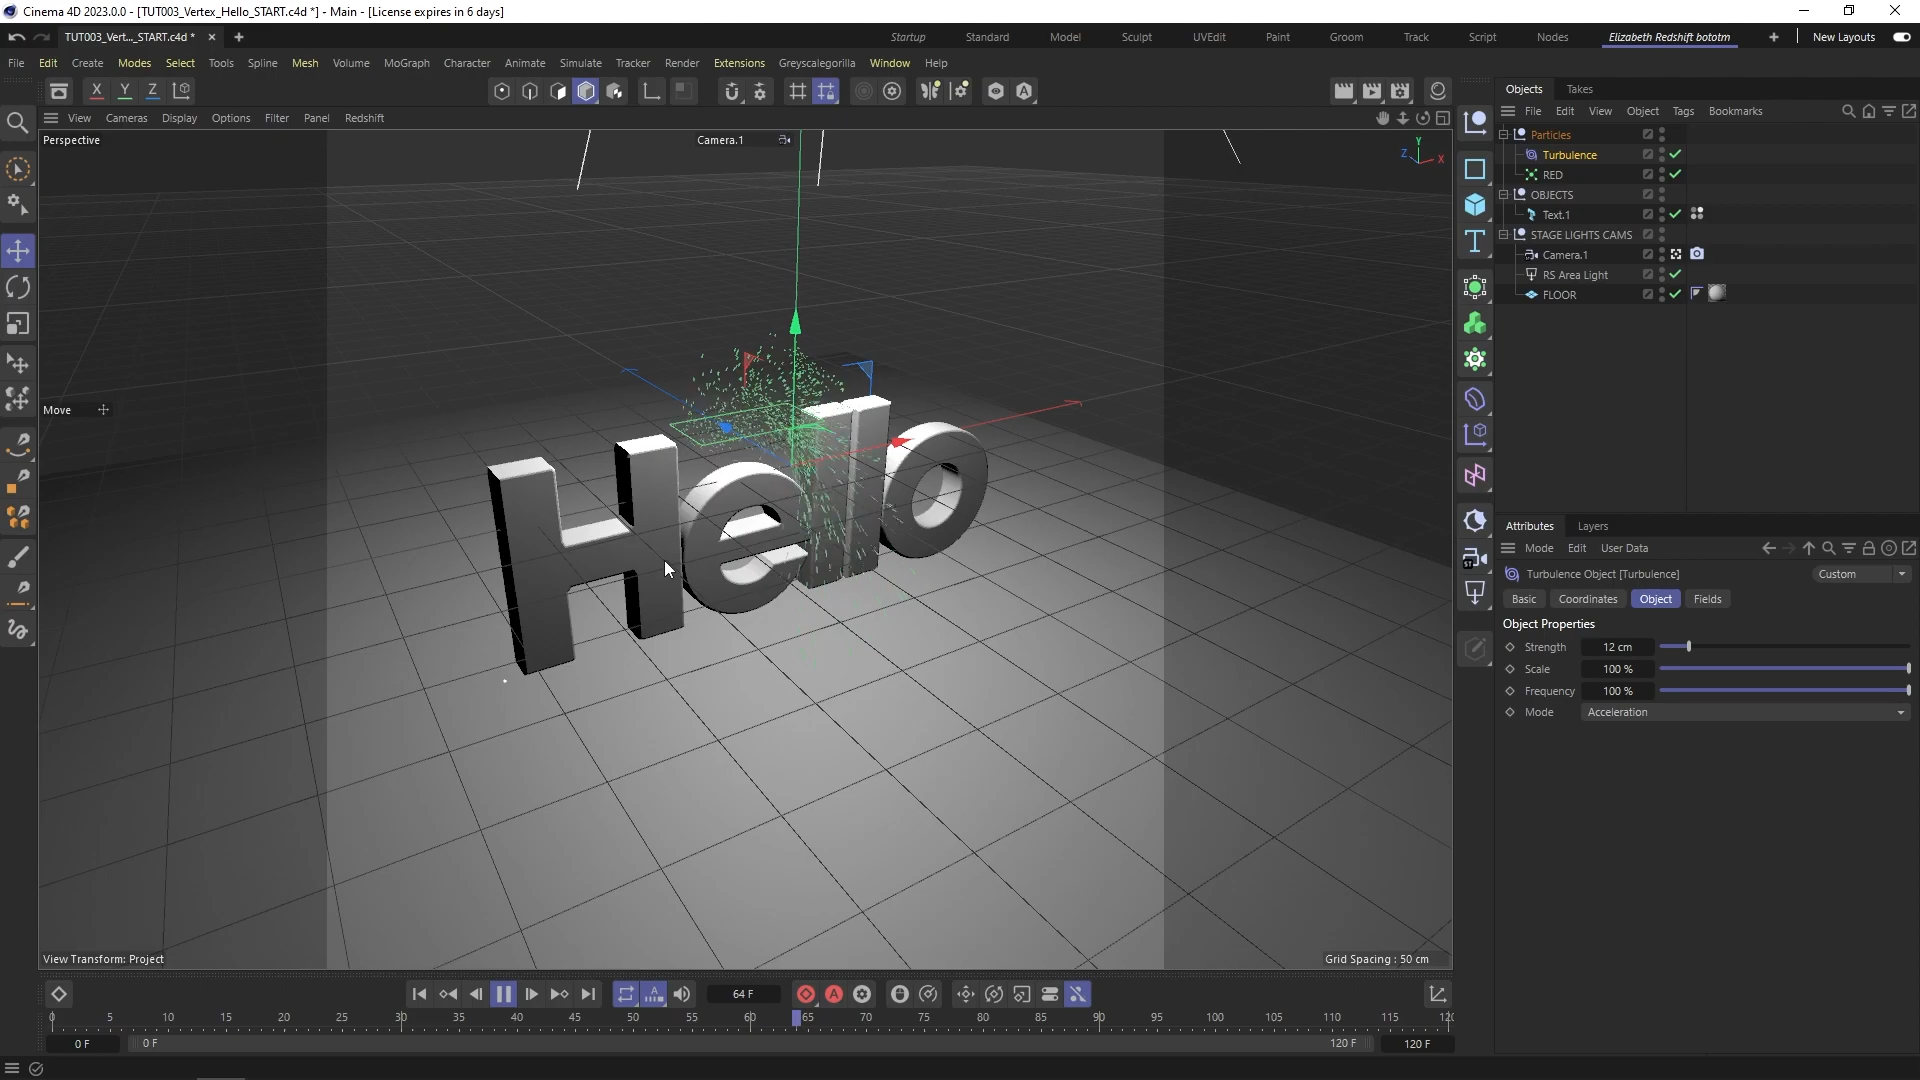 Cinema 4D 2023.0.0 - [TUT003_Vertex_Hello_START.c4d *] - Main - [License expires in 6 days]
TUT003_Vert..._START.c4d *
Startup Standard Model Sculpt UVEdit Paint Groom Track Script Nodes Elizabeth Redshift bototm New Layouts
File Edit Create Modes Select Tools Spline Mesh Volume MoGraph Character Animate Simulate Tracker Render Extensions Greyscalegorilla Window Help
X Y Z
Objects Takes
View Cameras Display Options Filter Panel Redshift
File Edit View Object Tags Bookmarks
Perspective
Camera.1
Y
Z X
Particles
Turbulence
RED
OBJECTS
Text.1
STAGE LIGHTS CAMS
Camera.1
RS Area Light
FLOOR
Move
Hello
Attributes Layers
Mode Edit User Data
Turbulence Object [Turbulence] Custom
Basic Coordinates Object Fields
Object Properties
Strength 12 cm
Scale 100 %
Frequency 100 %
Mode Acceleration
View Transform: Project
Grid Spacing : 50 cm
64 F
0 5 10 15 20 25 30 35 40 45 50 55 60 65 70 75 80 85 90 95 100 105 110 115 120
0 F 0 F 120 F 120 F